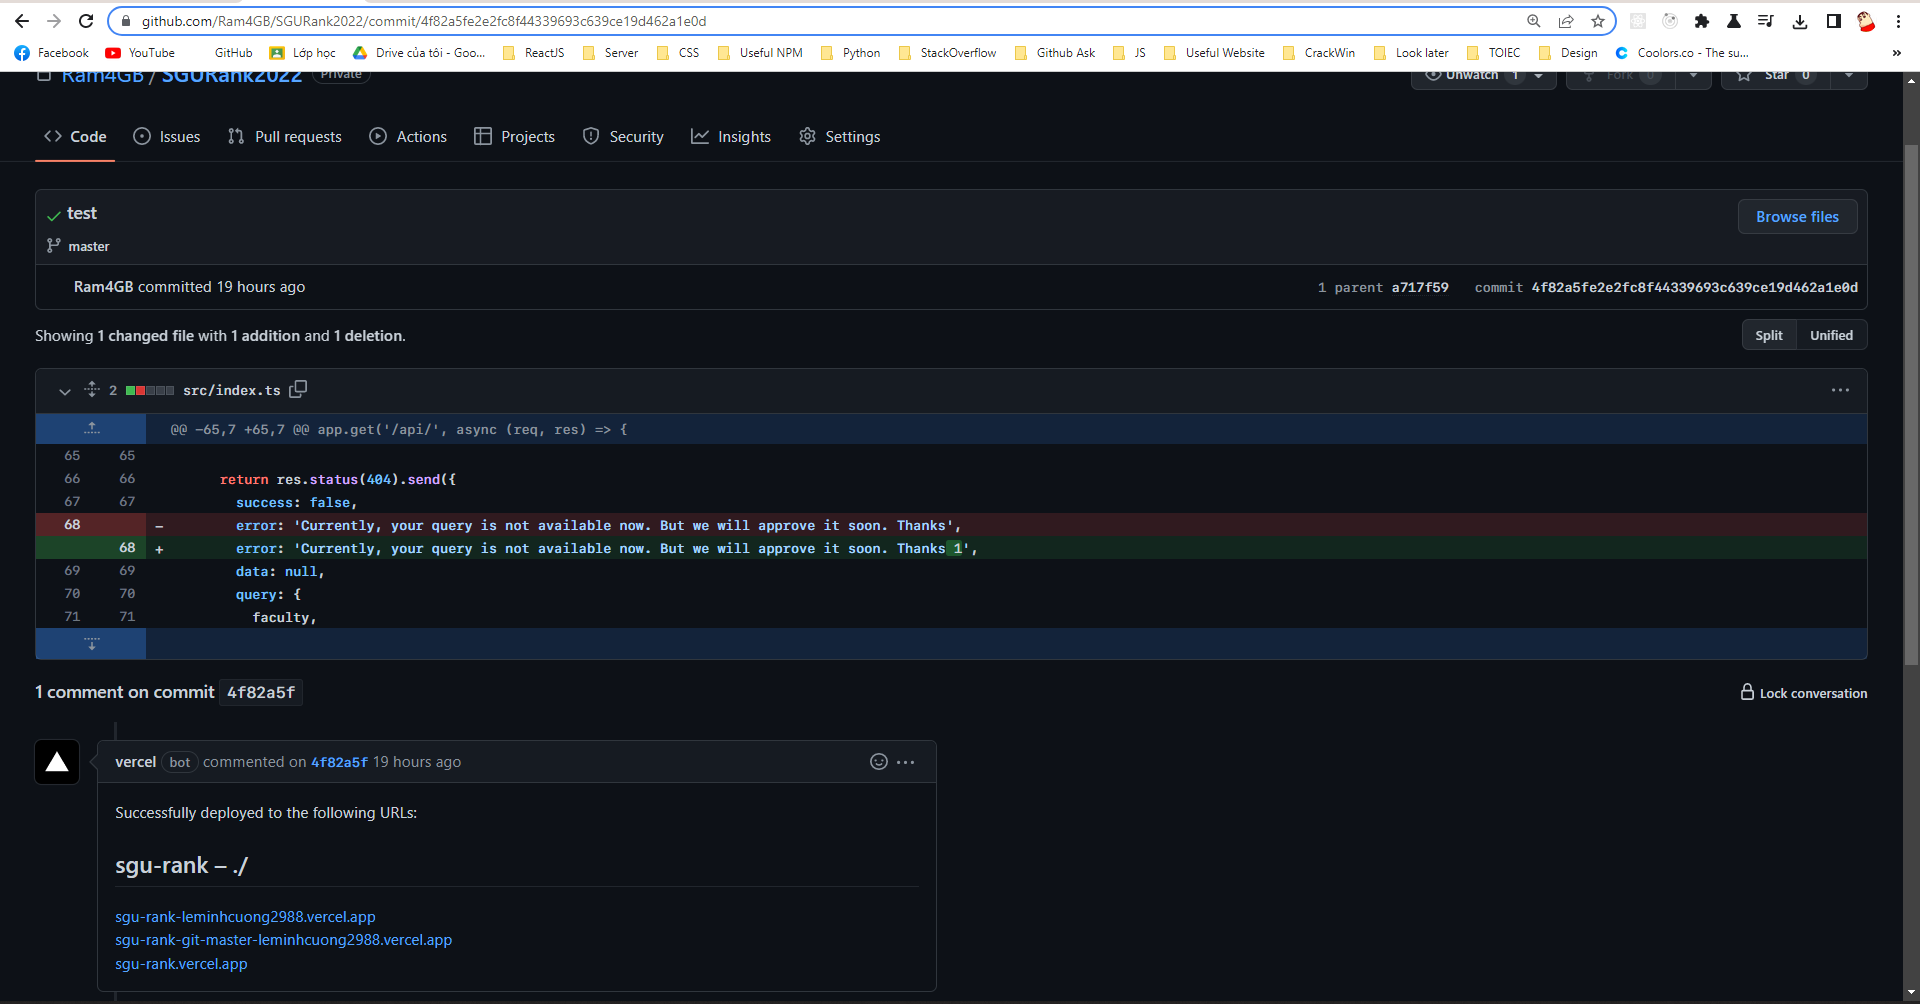 github.com/Ram4GB/SGURank2022/commit/4f82a5fe2e2fc8f44339693c639ce19d462a1e0d
Facebook YouTube GitHub Lớp học Drive của tôi - Goo... ReactJS Server CSS Useful NPM Python StackOverflow Github Ask JS Useful Website CrackWin Look later TOIEC Design Coolors.co - The su... »
Ram4GB / SGURank2022 Private Unwatch 1 Fork 0 Star 0
Code Issues Pull requests Actions Projects Security Insights Settings
test
Browse files
master
Ram4GB committed 19 hours ago 1 parent a717f59 commit 4f82a5fe2e2fc8f44339693c639ce19d462a1e0d
Showing 1 changed file with 1 addition and 1 deletion. Split Unified
2 src/index.ts
@@ -65,7 +65,7 @@ app.get('/api/', async (req, res) => {
65 65
66 66 return res.status(404).send({
67 67 success: false,
68 - error: 'Currently, your query is not available now. But we will approve it soon. Thanks',
68 + error: 'Currently, your query is not available now. But we will approve it soon. Thanks 1',
69 69 data: null,
70 70 query: {
71 71 faculty,
1 comment on commit 4f82a5f Lock conversation
vercel bot commented on 4f82a5f 19 hours ago
Successfully deployed to the following URLs:
sgu-rank – ./
sgu-rank-leminhcuong2988.vercel.app
sgu-rank-git-master-leminhcuong2988.vercel.app
sgu-rank.vercel.app